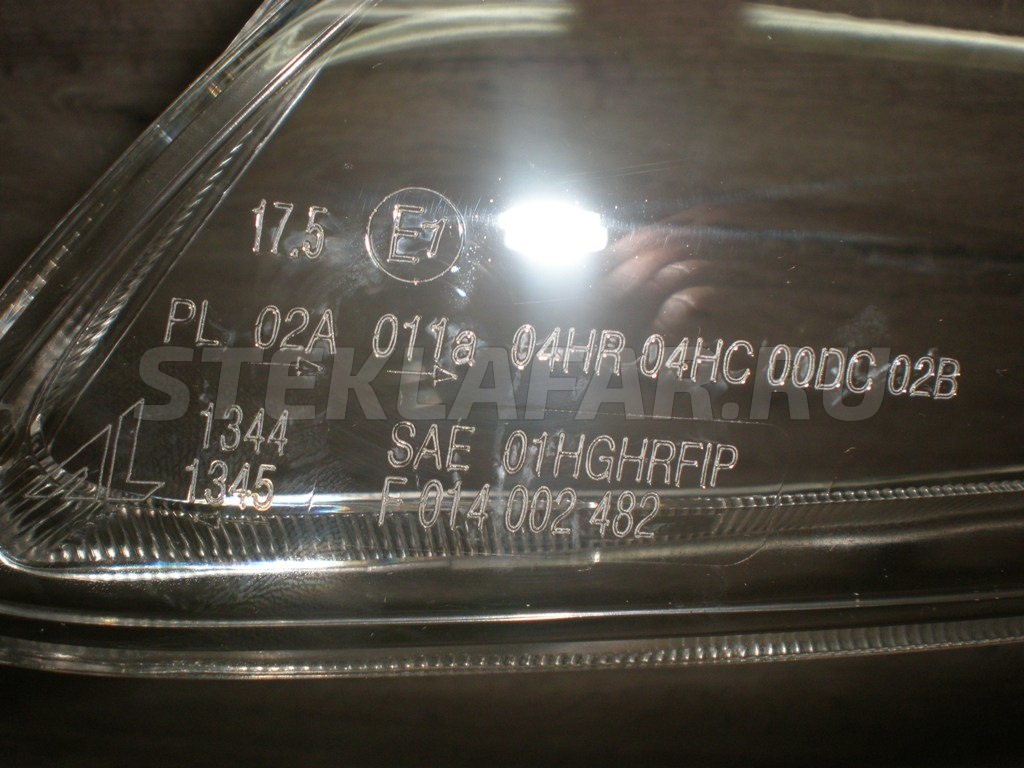 17.5 E1
PL 02A 011a 04HR 04HC 00DC 02B
STEKLAFAR.RU
AL 1344 SAE 01HGHRFIP
1345 F 014 002 482